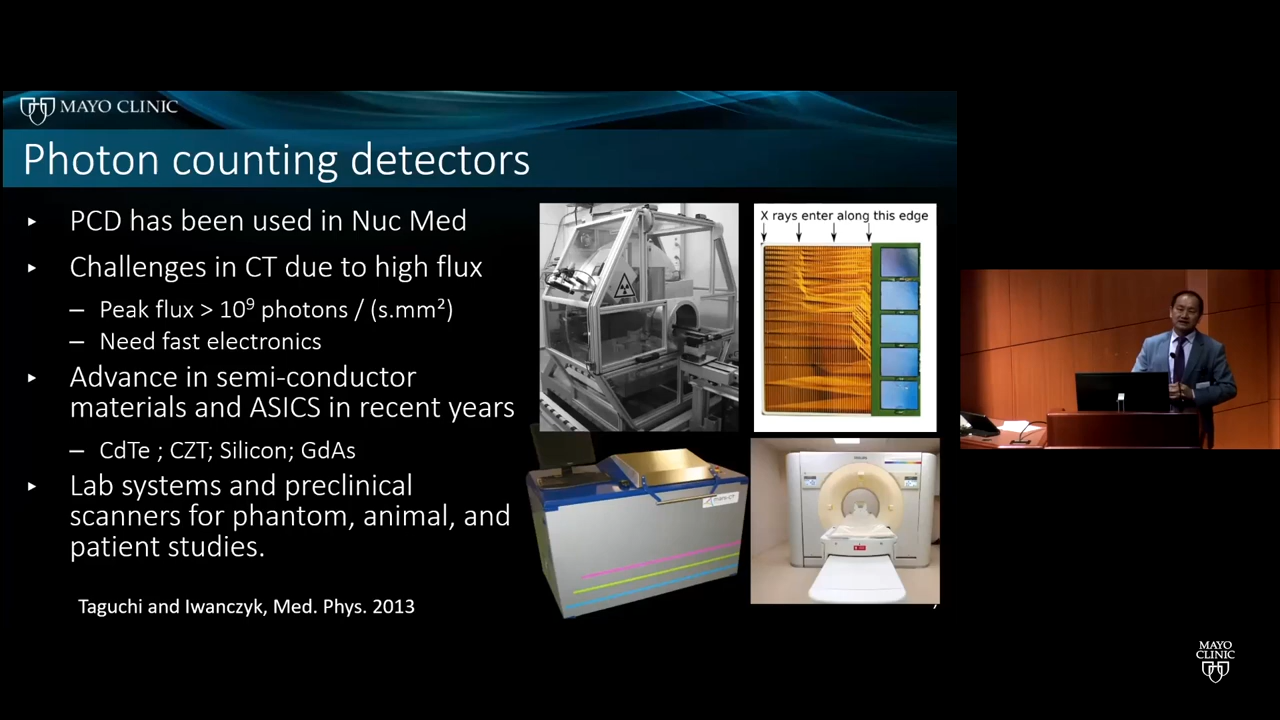 MAYO CLINIC
Photon counting detectors
▸ PCD has been used in Nuc Med
▸ Challenges in CT due to high flux
– Peak flux > 10⁹ photons / (s.mm²)
– Need fast electronics
▸ Advance in semi-conductor
materials and ASICS in recent years
– CdTe ; CZT; Silicon; GdAs
▸ Lab systems and preclinical
scanners for phantom, animal, and
patient studies.
Taguchi and Iwanczyk, Med. Phys. 2013
X rays enter along this edge
MAYO
CLINIC